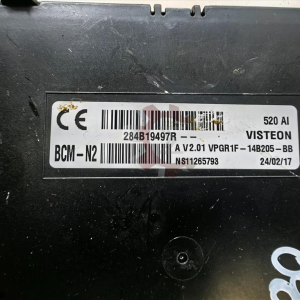 CE 520 AI
284B19497R-- VISTEON
BCM-N2 A V2.01 VPGR1F-14B205-BB
NS11265793 24/02/17